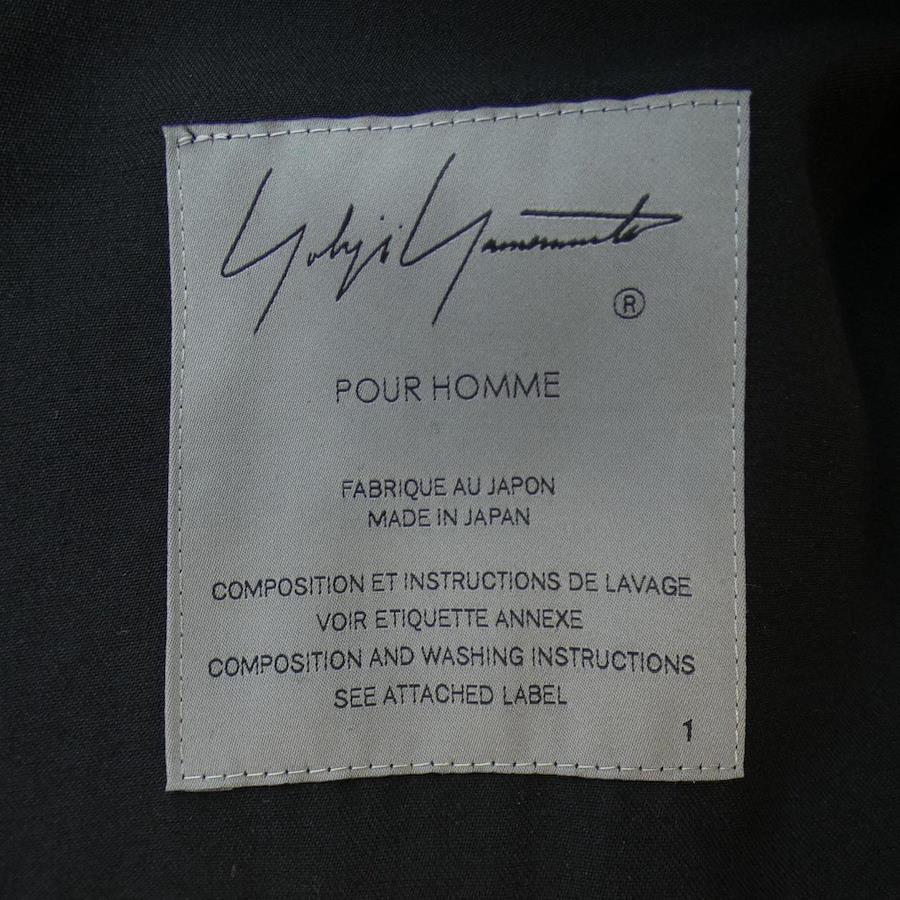 Yohji Yamamoto
®
POUR HOMME
FABRIQUE AU JAPON
MADE IN JAPAN
COMPOSITION ET INSTRUCTIONS DE LAVAGE
VOIR ETIQUETTE ANNEXE
COMPOSITION AND WASHING INSTRUCTIONS
SEE ATTACHED LABEL
1